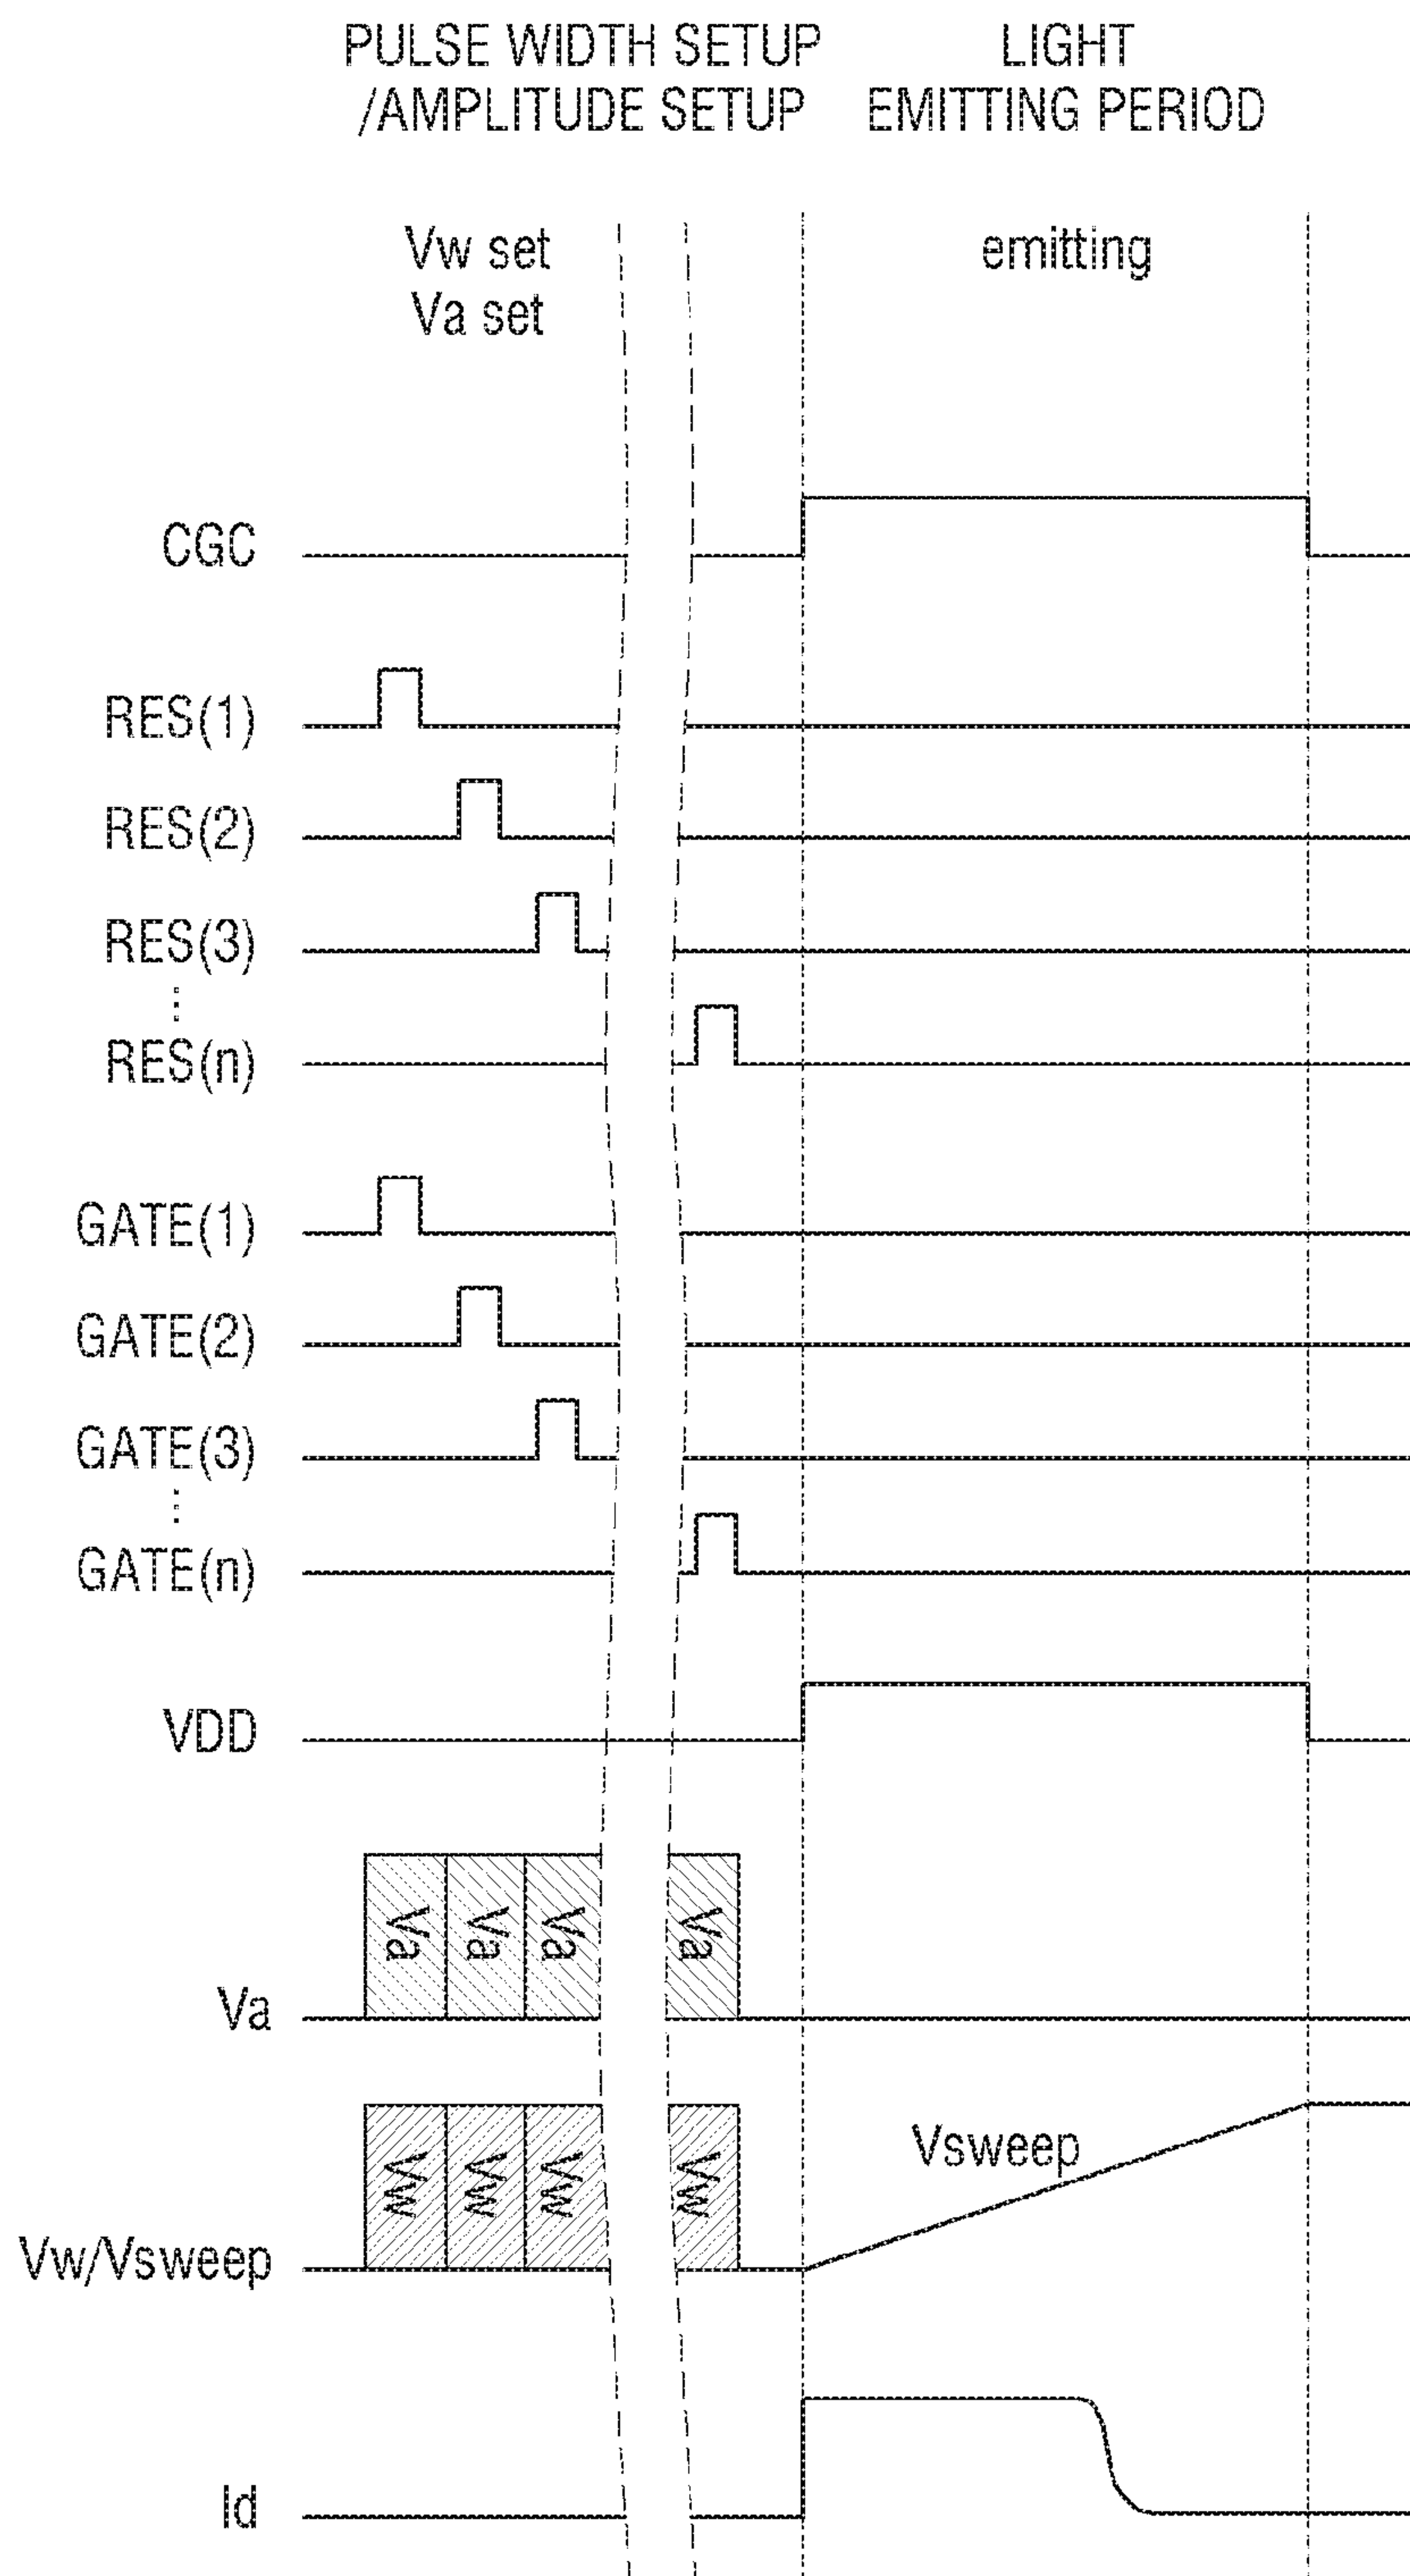 PULSE WIDTH SETUP
/AMPLITUDE SETUP
LIGHT
EMITTING PERIOD
Vw set
Va set
emitting
CGC
RES(1)
RES(2)
RES(3)
⋮
RES(n)
GATE(1)
GATE(2)
GATE(3)
⋮
GATE(n)
VDD
Va Va Va Va
Va
Vw Vw Vw Vw
Vsweep
Vw/Vsweep
Id